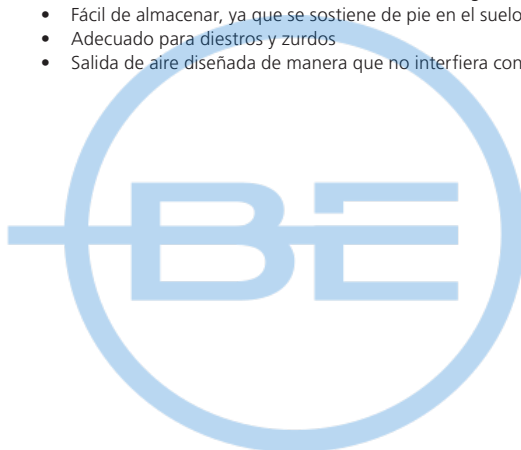 • Fácil de almacenar, ya que se sostiene de pie en el suelo
• Adecuado para diestros y zurdos
• Salida de aire diseñada de manera que no interfiera con
BE